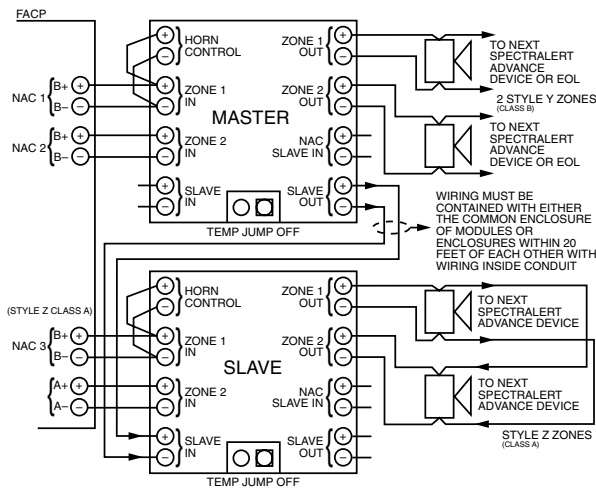 FACP
NAC 1
B+
B–
NAC 2
B+
B–
+
–
HORN
CONTROL
+
–
ZONE 1
IN
+
–
ZONE 2
IN
+
–
SLAVE
IN
MASTER
ZONE 1
OUT
+
–
ZONE 2
OUT
+
–
NAC
SLAVE IN
+
–
SLAVE
OUT
+
–
TEMP JUMP OFF
TO NEXT
SPECTRALERT
ADVANCE
DEVICE OR EOL
2 STYLE Y ZONES
(CLASS B)
TO NEXT
SPECTRALERT
ADVANCE
DEVICE OR EOL
WIRING MUST BE
CONTAINED WITH EITHER
THE COMMON ENCLOSURE
OF MODULES OR
ENCLOSURES WITHIN 20
FEET OF EACH OTHER WITH
WIRING INSIDE CONDUIT
(STYLE Z CLASS A)
NAC 3
B+
B–
A+
A–
+
–
HORN
CONTROL
+
–
ZONE 1
IN
+
–
ZONE 2
IN
+
–
SLAVE
IN
SLAVE
ZONE 1
OUT
+
–
ZONE 2
OUT
+
–
NAC
SLAVE IN
+
–
SLAVE
OUT
+
–
TEMP JUMP OFF
TO NEXT
SPECTRALERT
ADVANCE DEVICE
TO NEXT
SPECTRALERT
ADVANCE DEVICE
STYLE Z ZONES
(CLASS A)